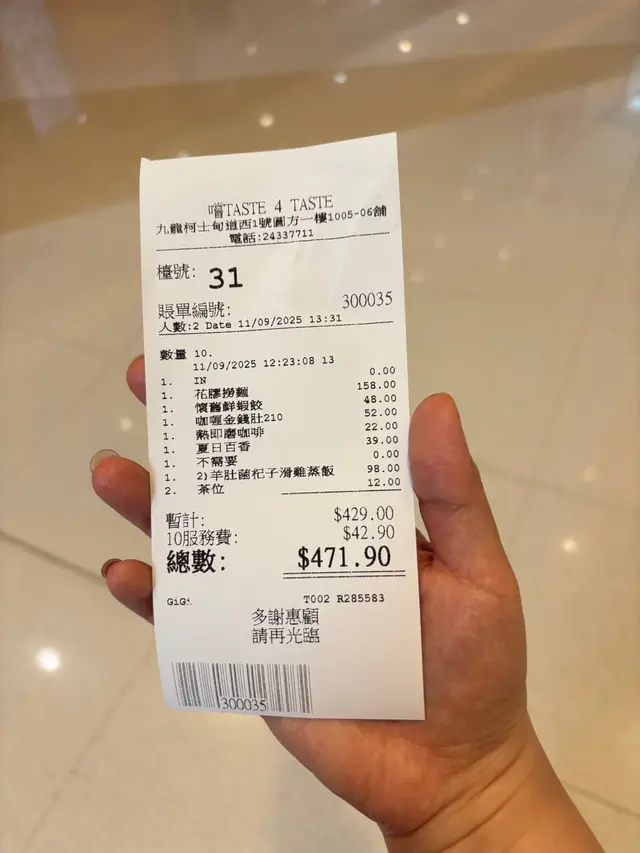 嚐TASTE 4 TASTE
九龍柯士甸道西1號圓方一樓1005-06舖
電話:24337711
檯號: 31
賬單編號: 300035
人數:2 Date 11/09/2025 13:31
數量 10.
11/09/2025 12:23:08 13
1. IN 0.00
1. 花膠撈麵 158.00
1. 懷舊鮮蝦餃 48.00
1. 咖喱金錢肚210 52.00
1. 熱即磨咖啡 22.00
1. 夏日百香 39.00
1. 不需要 0.00
1. 2)羊肚菌杞子滑雞蒸飯 98.00
2. 茶位 12.00
暫計: $429.00
10服務費: $42.90
總數: $471.90
GiGi T002 R285583
多謝惠顧
請再光臨
300035